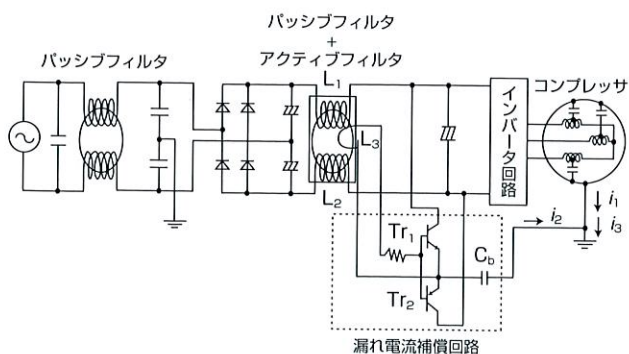 パッシブフィルタ
パッシブフィルタ
+
アクティブフィルタ
L₁
L₃
L₂
インバータ回路
コンプレッサ
i₁
i₂
i₃
Tr₁
C_b
Tr₂
漏れ電流補償回路